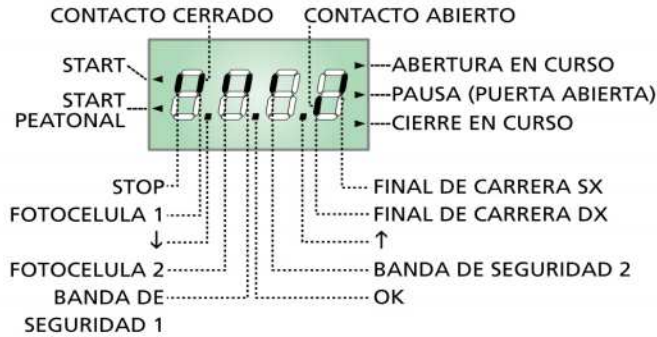 CONTACTO CERRADO
CONTACTO ABIERTO
START
START
PEATONAL
ABERTURA EN CURSO
PAUSA (PUERTA ABIERTA)
CIERRE EN CURSO
STOP
FOTOCELULA 1
↓
FOTOCELULA 2
BANDA DE
SEGURIDAD 1
FINAL DE CARRERA SX
FINAL DE CARRERA DX
↑
BANDA DE SEGURIDAD 2
OK